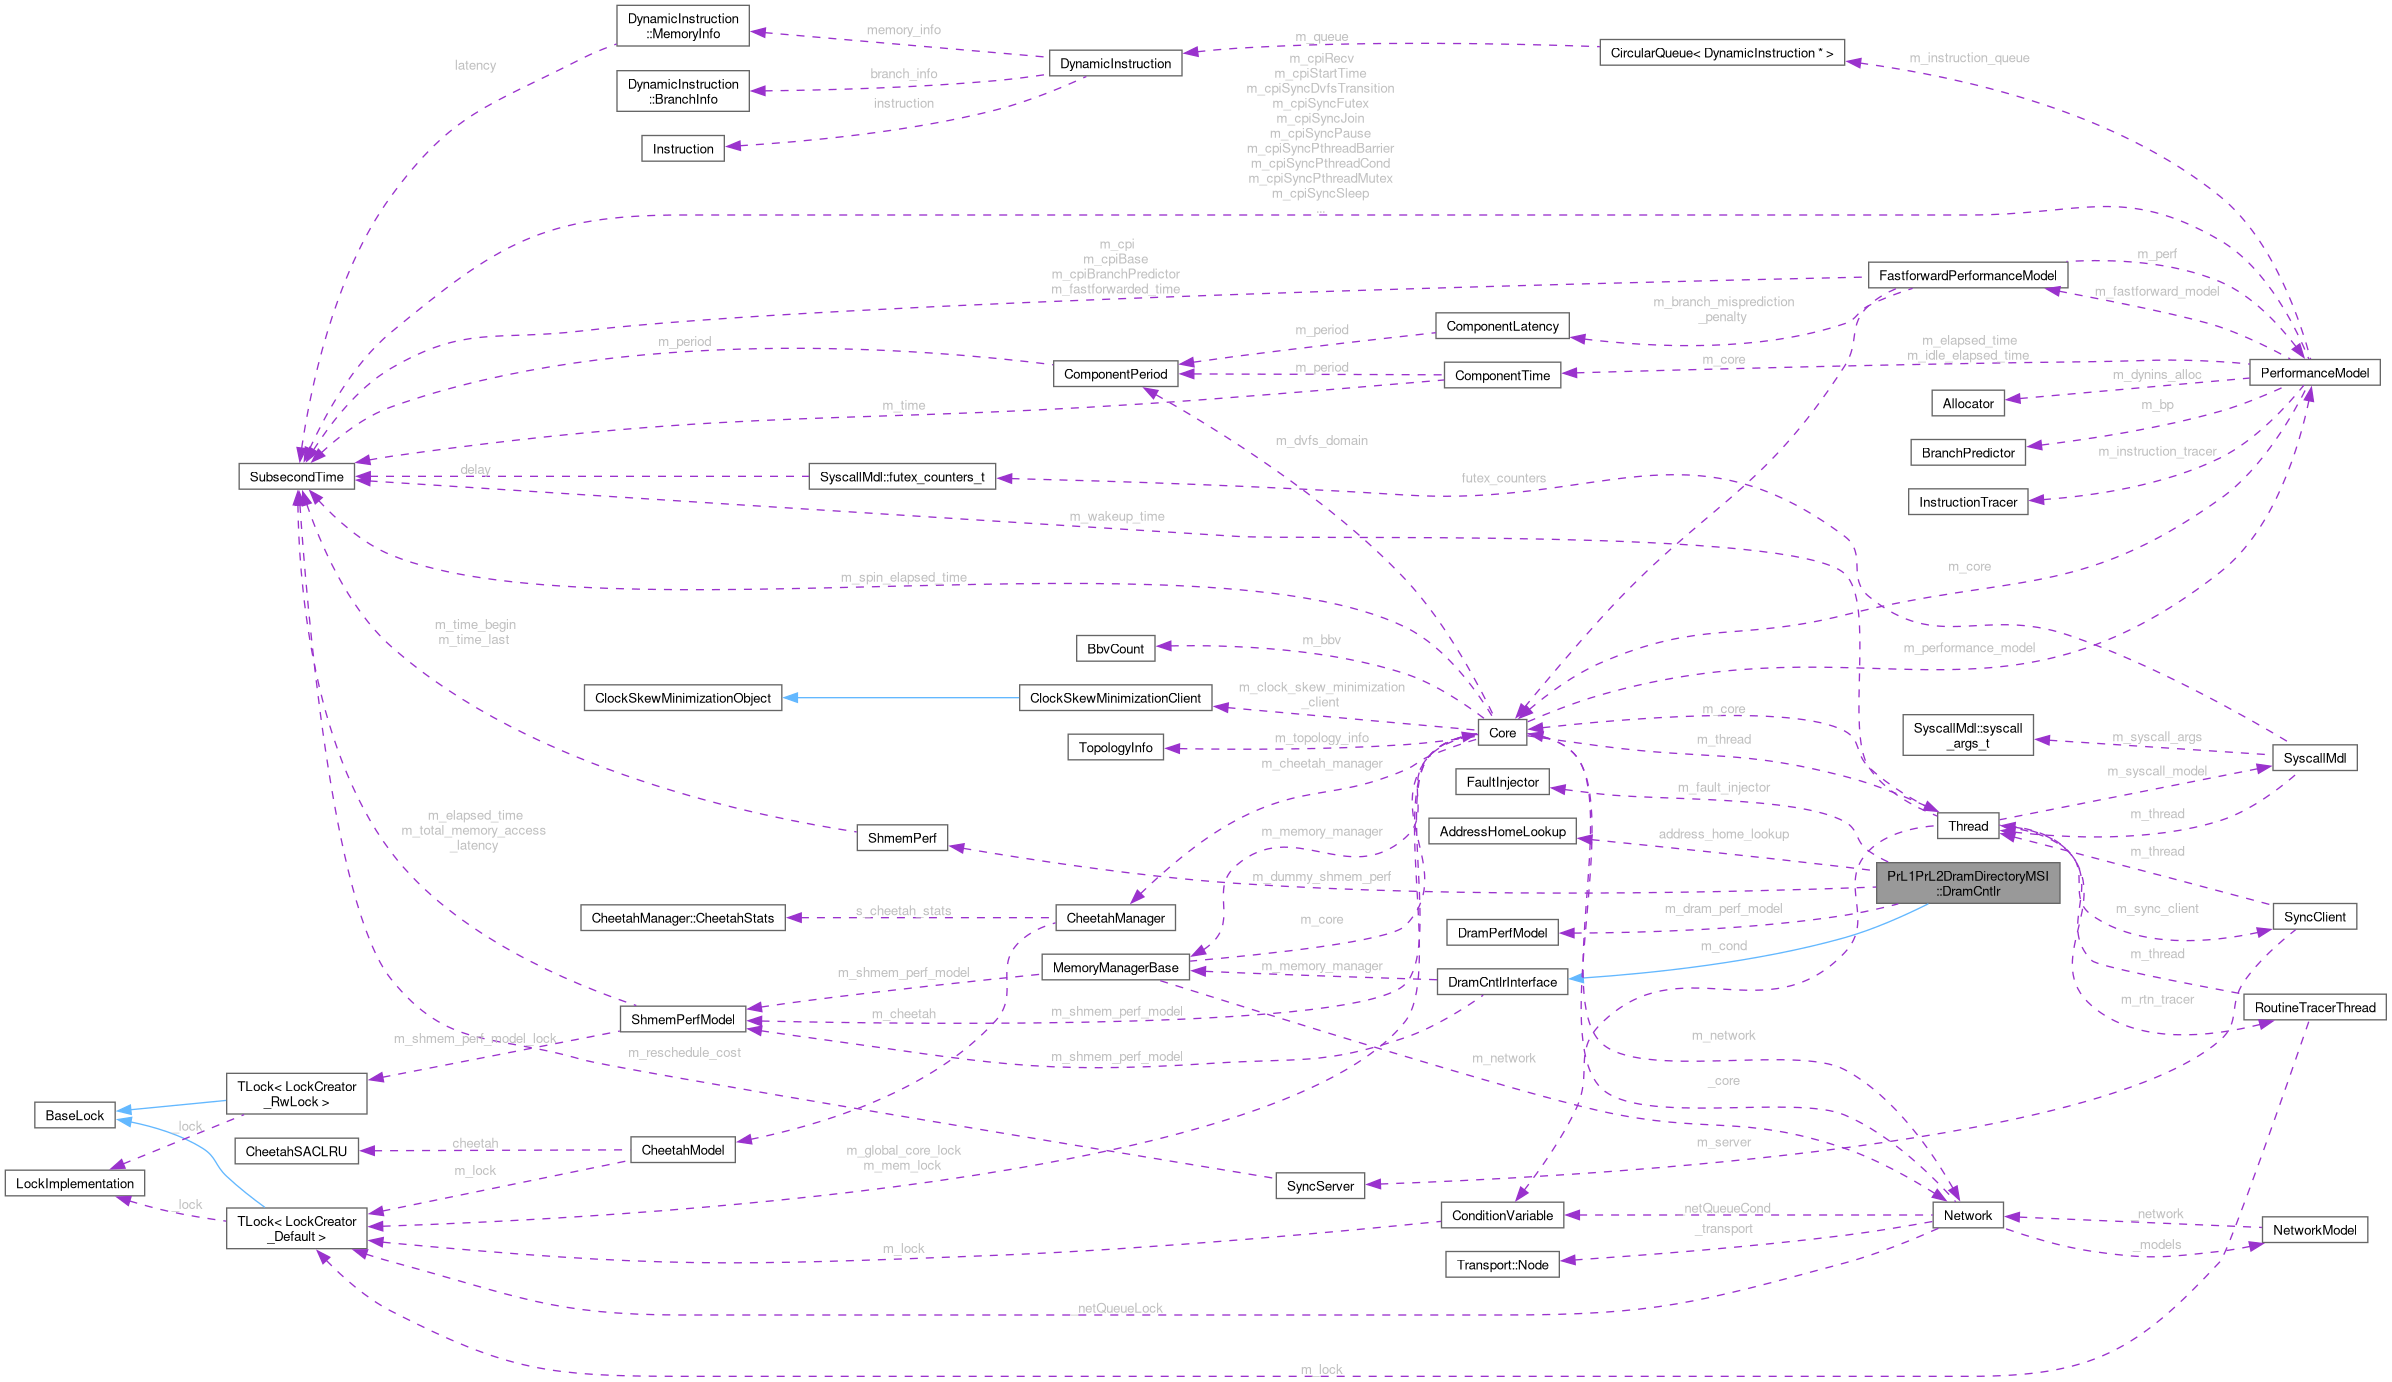 DynamicInstruction
::MemoryInfo
memory_info
m_queue
CircularQueue< DynamicInstruction * >
m_instruction_queue
latency
DynamicInstruction
DynamicInstruction
::BranchInfo
branch_info
instruction
Instruction
m_cpiRecv
m_cpiStartTime
m_cpiSyncDvfsTransition
m_cpiSyncFutex
m_cpiSyncJoin
m_cpiSyncPause
m_cpiSyncPthreadBarrier
m_cpiSyncPthreadCond
m_cpiSyncPthreadMutex
m_cpiSyncSleep
...
m_cpi
m_cpiBase
m_cpiBranchPredictor
m_fastforwarded_time
FastforwardPerformanceModel
m_perf
m_fastforward_model
m_branch_misprediction
_penalty
ComponentLatency
m_period
m_period
ComponentPeriod
m_period
ComponentTime
m_core
m_elapsed_time
m_idle_elapsed_time
PerformanceModel
m_dynins_alloc
Allocator
m_time
m_bp
BranchPredictor
m_dvfs_domain
m_instruction_tracer
InstructionTracer
SubsecondTime
delay
SyscallMdl::futex_counters_t
futex_counters
m_wakeup_time
m_spin_elapsed_time
m_core
m_time_begin
m_time_last
BbvCount
m_bbv
m_performance_model
ClockSkewMinimizationObject
ClockSkewMinimizationClient
m_clock_skew_minimization
_client
Core
m_core
m_thread
TopologyInfo
m_topology_info
m_cheetah_manager
SyscallMdl::syscall
_args_t
m_syscall_args
SyscallMdl
m_syscall_model
m_thread
FaultInjector
m_fault_injector
Thread
m_elapsed_time
m_total_memory_access
_latency
ShmemPerf
m_memory_manager
AddressHomeLookup
address_home_lookup
m_thread
m_dummy_shmem_perf
PrL1PrL2DramDirectoryMSI
::DramCntlr
CheetahManager::CheetahStats
s_cheetah_stats
CheetahManager
m_core
m_dram_perf_model
DramPerfModel
m_sync_client
SyncClient
m_cond
m_thread
MemoryManagerBase
m_memory_manager
DramCntlrInterface
m_shmem_perf_model
m_rtn_tracer
RoutineTracerThread
ShmemPerfModel
m_cheetah
m_shmem_perf_model
m_shmem_perf_model_lock
m_reschedule_cost
m_shmem_perf_model
m_network
m_network
_core
TLock< LockCreator
_RwLock >
BaseLock
_lock
CheetahSACLRU
cheetah
CheetahModel
m_lock
m_global_core_lock
m_mem_lock
m_server
LockImplementation
_lock
SyncServer
TLock< LockCreator
_Default >
m_lock
ConditionVariable
netQueueCond
_transport
Network
network
_models
NetworkModel
Transport::Node
netQueueLock
m_lock